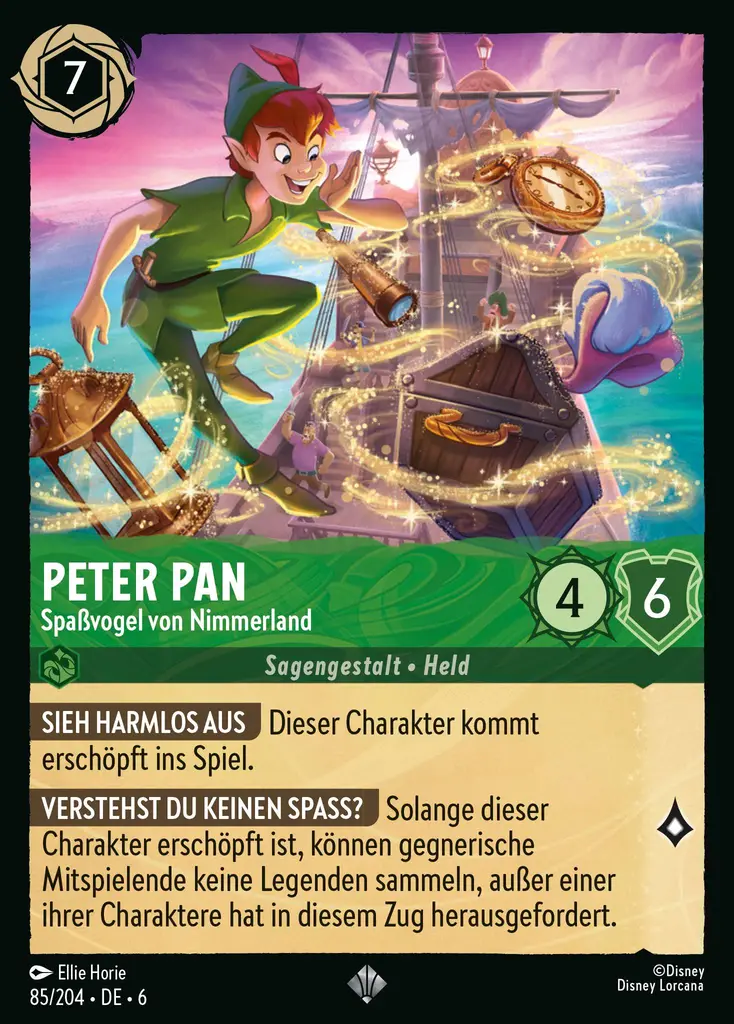 7
PETER PAN
Spaßvogel von Nimmerland
4
6
Sagengestalt • Held
SIEH HARMLOS AUS Dieser Charakter kommt
erschöpft ins Spiel.
VERSTEHST DU KEINEN SPASS? Solange dieser
Charakter erschöpft ist, können gegnerische
Mitspielende keine Legenden sammeln, außer einer
ihrer Charaktere hat in diesem Zug herausgefordert.
Ellie Horie
85/204 • DE • 6
©Disney
Disney Lorcana